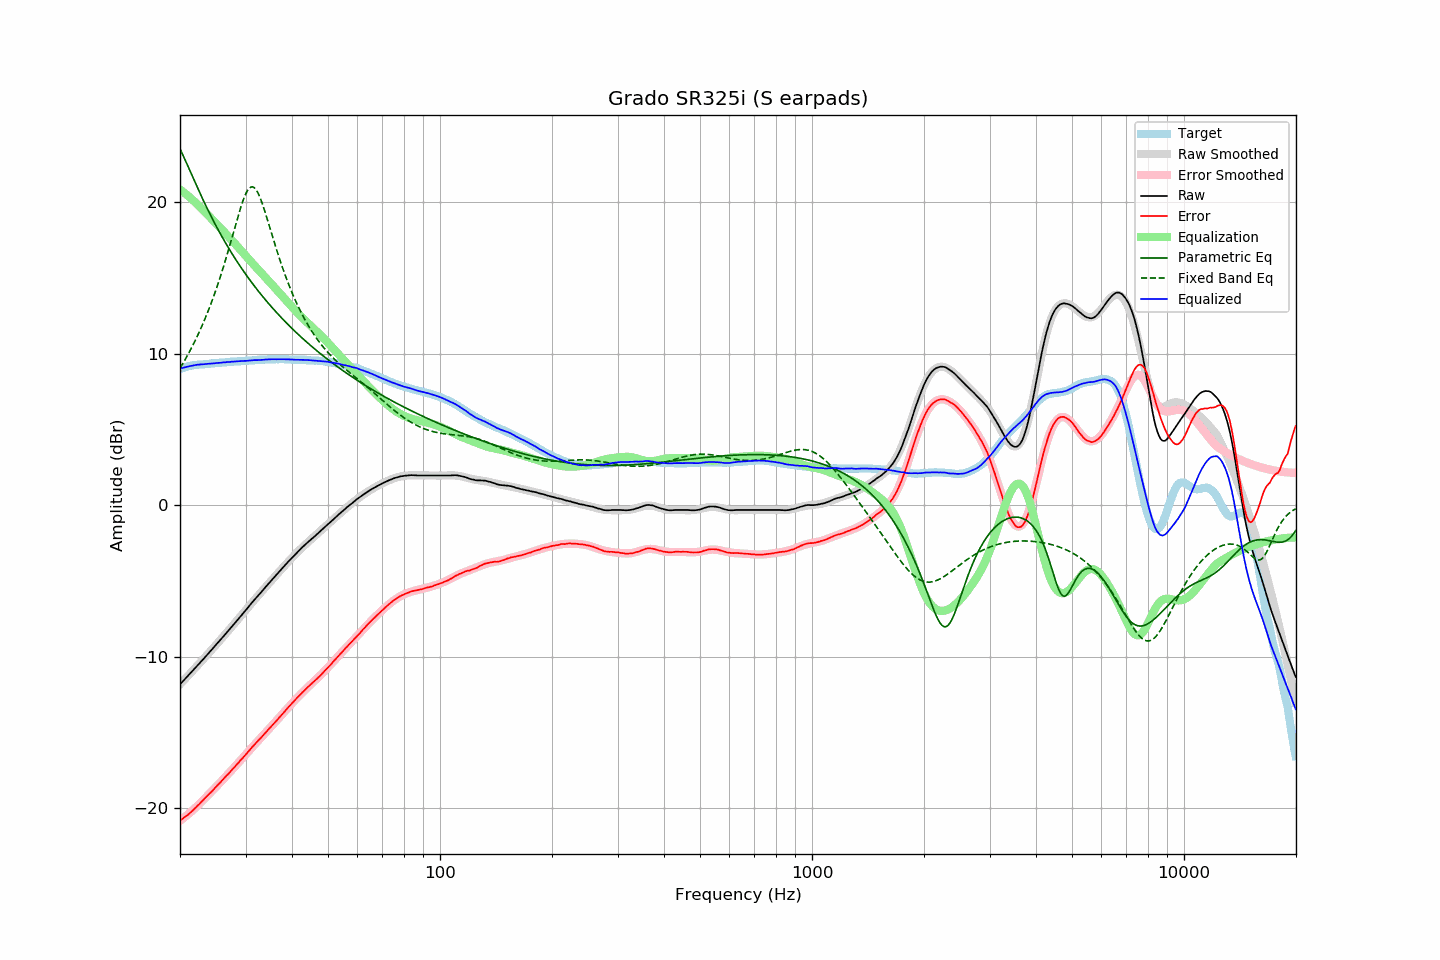 Grado SR325i (S earpads)
Target
Raw Smoothed
Error Smoothed
Raw
Error
Equalization
Parametric Eq
Fixed Band Eq
Equalized
Amplitude (dBr)
20
10
0
−10
−20
100
1000
10000
Frequency (Hz)